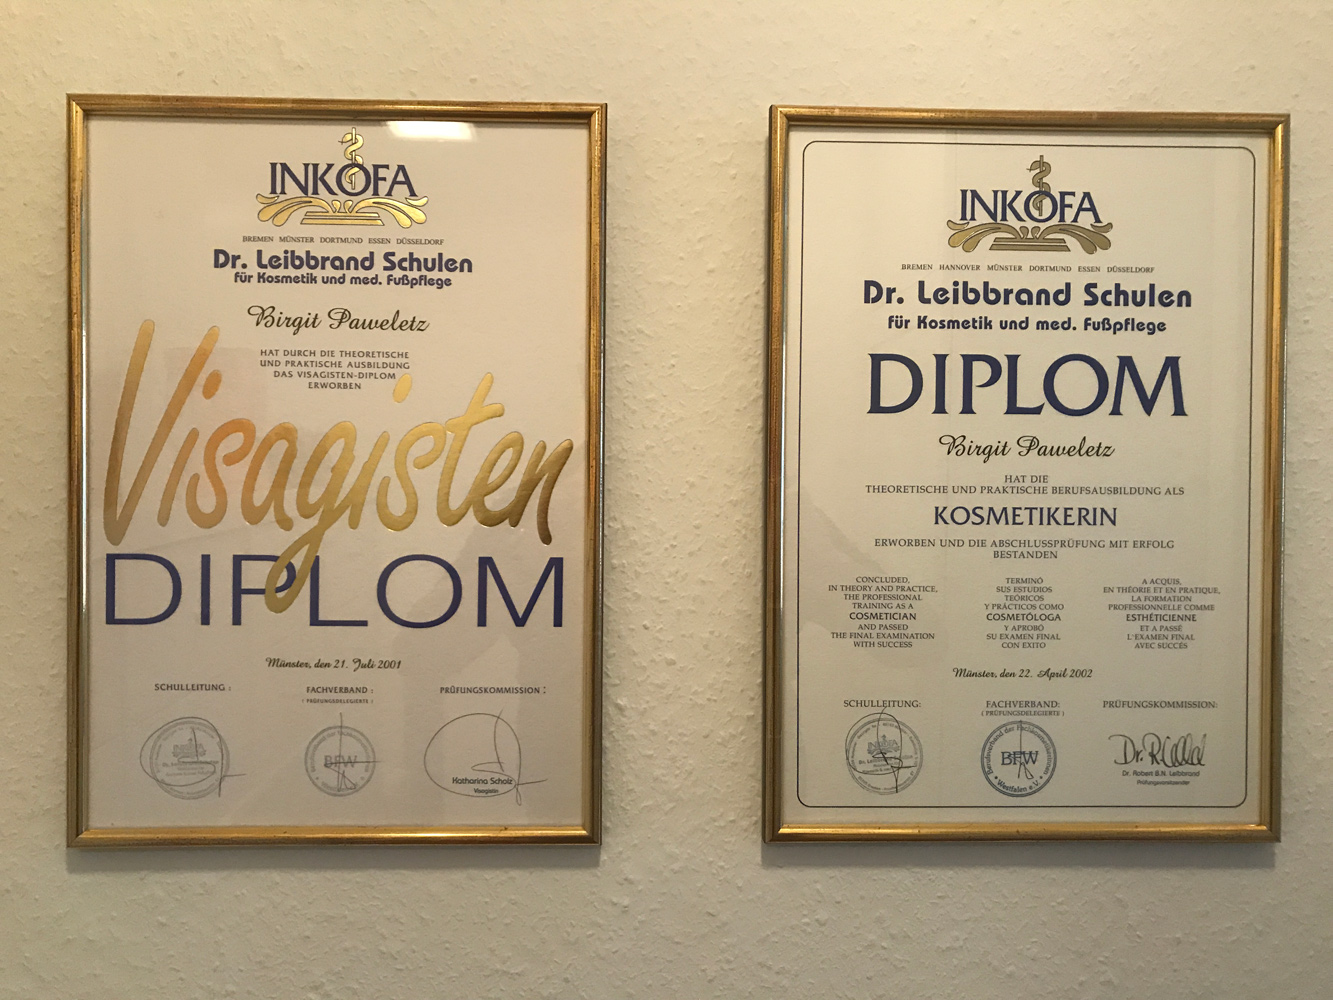 INKOFA
BREMEN MÜNSTER DORTMUND ESSEN DÜSSELDORF
Dr. Leibbrand Schulen
für Kosmetik und med. Fußpflege
Birgit Paweletz
HAT DURCH DIE THEORETISCHE
UND PRAKTISCHE AUSBILDUNG
DAS VISAGISTEN-DIPLOM
ERWORBEN
Visagisten
DIPLOM
Münster, den 21. Juli 2001
SCHULLEITUNG :
FACHVERBAND :
( PRÜFUNGSDELEGIERTE )
PRÜFUNGSKOMMISSION :
BFW
Katharina Scholz
Visagistin
INKOFA
BREMEN HANNOVER MÜNSTER DORTMUND ESSEN DÜSSELDORF
Dr. Leibbrand Schulen
für Kosmetik und med. Fußpflege
DIPLOM
Birgit Paweletz
HAT DIE
THEORETISCHE UND PRAKTISCHE BERUFSAUSBILDUNG ALS
KOSMETIKERIN
ERWORBEN UND DIE ABSCHLUSSPRÜFUNG MIT ERFOLG
BESTANDEN
CONCLUDED,
IN THEORY AND PRACTICE,
THE PROFESSIONAL
TRAINING AS A
COSMETICIAN
AND PASSED
THE FINAL EXAMINATION
WITH SUCCESS
TERMINÓ
SUS ESTUDIOS
TEÓRICOS
Y PRÁCTICOS COMO
COSMETÓLOGA
Y APROBÓ
SU EXAMEN FINAL
CON EXITO
A ACQUIS,
EN THÉORIE ET EN PRATIQUE,
LA FORMATION
PROFESSIONNELLE COMME
ESTHÉTICIENNE
ET A PASSÉ
L'EXAMEN FINAL
AVEC SUCCÉS
Münster, den 22. April 2002
SCHULLEITUNG:
FACHVERBAND:
( PRÜFUNGSDELEGIERTE )
PRÜFUNGSKOMMISSION:
BFW
Westfalen e.V.
Dr. Robert B.N. Leibbrand
Prüfungsvorsitzender